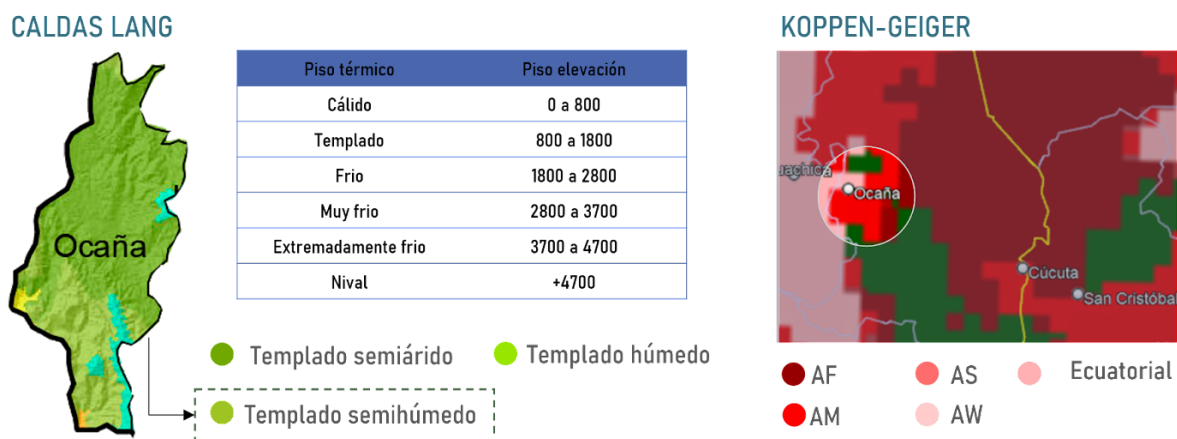 CALDAS LANG
Ocaña
Piso térmico Piso elevación
Cálido 0 a 800
Templado 800 a 1800
Frio 1800 a 2800
Muy frio 2800 a 3700
Extremadamente frio 3700 a 4700
Nival +4700
Templado semiárido
Templado húmedo
Templado semihúmedo
KOPPEN-GEIGER
uachica
Ocaña
Cúcuta
San Cristóbal
AF
AS
Ecuatorial
AM
AW